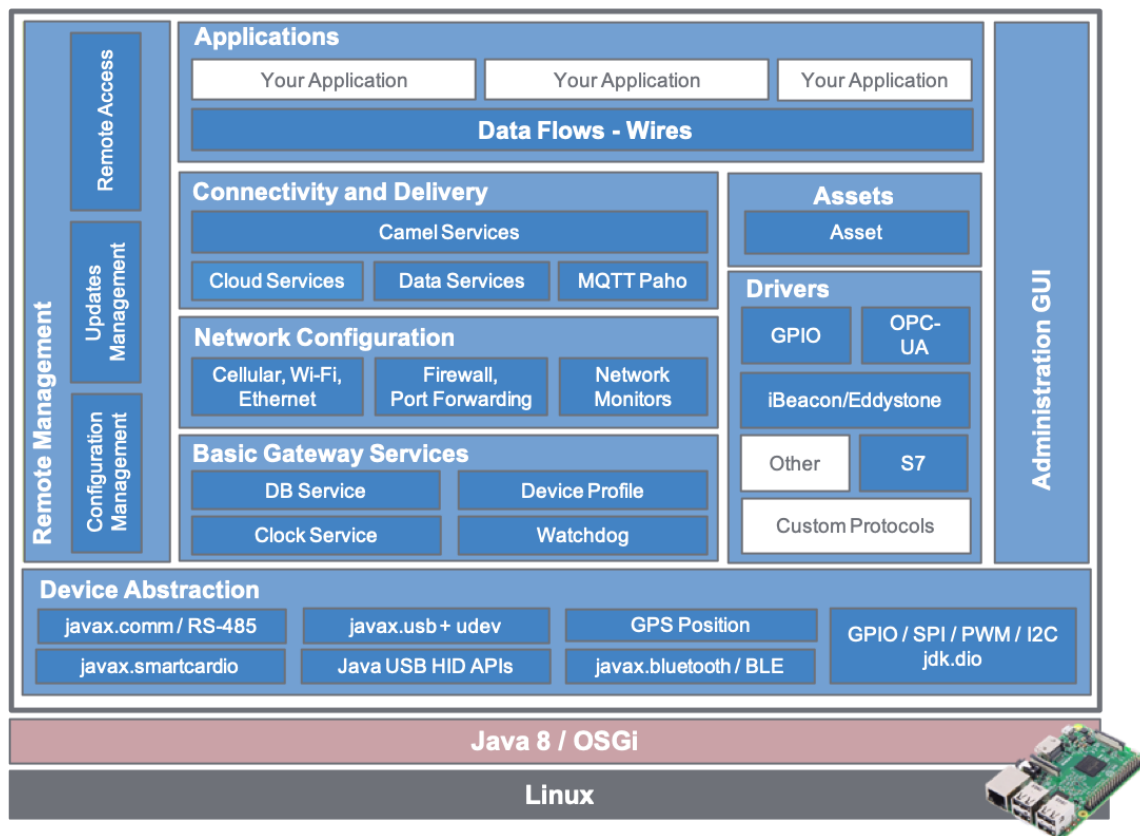 Remote Management
Remote Access
Updates
Management
Configuration
Management
Applications
Your Application
Your Application
Your Application
Data Flows - Wires
Connectivity and Delivery
Camel Services
Cloud Services
Data Services
MQTT Paho
Network Configuration
Cellular, Wi-Fi,
Ethernet
Firewall,
Port Forwarding
Network
Monitors
Basic Gateway Services
DB Service
Device Profile
Clock Service
Watchdog
Assets
Asset
Drivers
GPIO
OPC-
UA
iBeacon/Eddystone
Other
S7
Custom Protocols
Administration GUI
Device Abstraction
javax.comm / RS-485
javax.usb + udev
GPS Position
GPIO / SPI / PWM / I2C
jdk.dio
javax.smartcardio
Java USB HID APIs
javax.bluetooth / BLE
Java 8 / OSGi
Linux